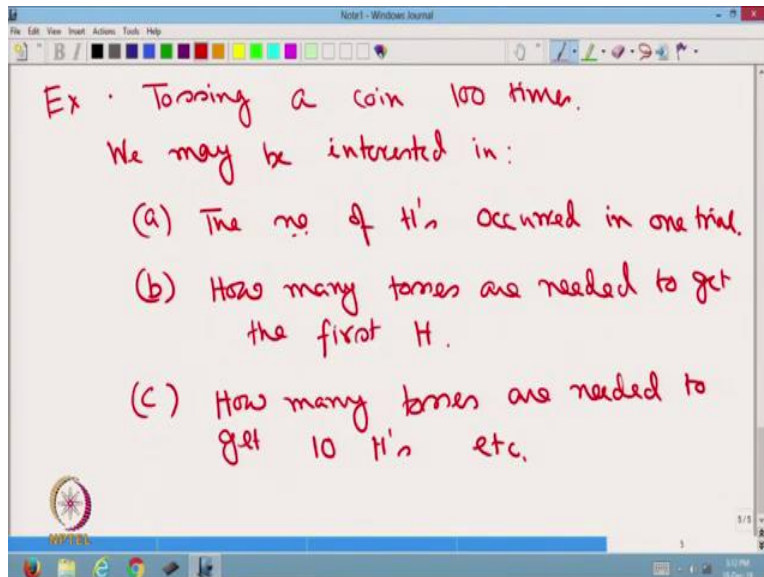 Note1 - Windows Journal
File Edit View Insert Actions Tools Help
Ex. Tossing a coin 100 times.
We may be interested in:
(a) The no. of H's occurred in one trial.
(b) How many tosses are needed to get
the first H.
(c) How many tosses are needed to
get 10 H's etc.
NPTEL
5/5
5